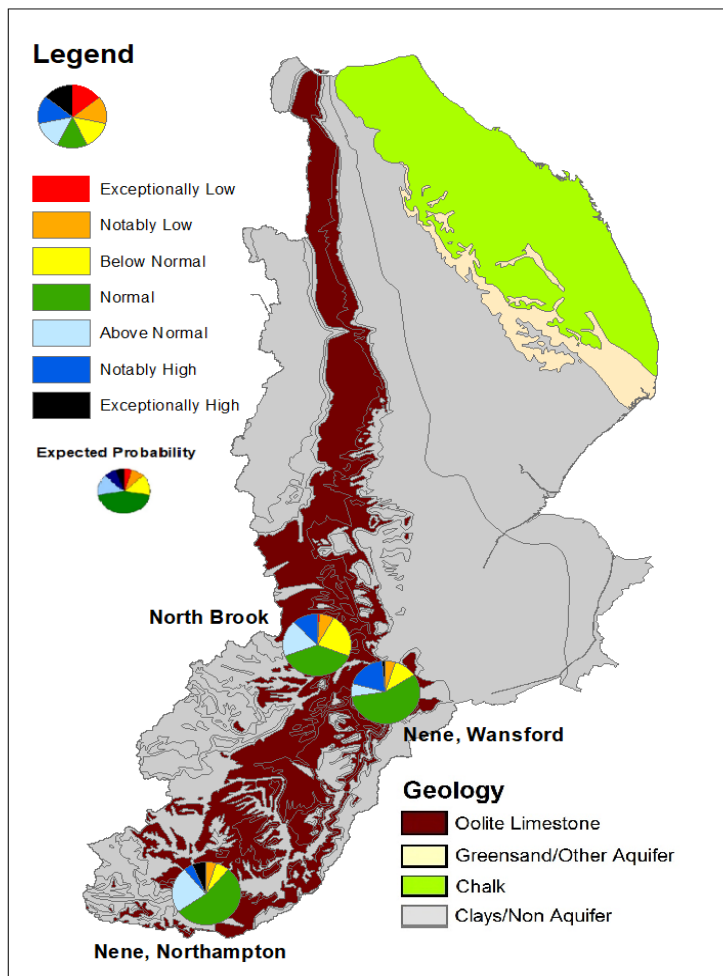 Legend
Exceptionally Low
Notably Low
Below Normal
Normal
Above Normal
Notably High
Exceptionally High
Expected Probability
North Brook
Nene, Wansford
Geology
Oolite Limestone
Greensand/Other Aquifer
Chalk
Clays/Non Aquifer
Nene, Northampton